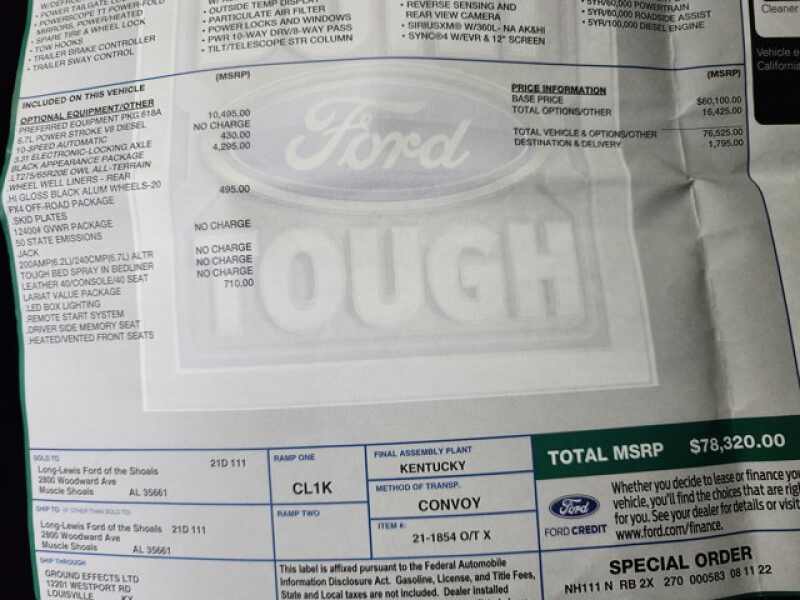 • POWER TAILGATE
• POWERSCOPE TT POWER-FOLD
MIRRORS, POWER/HEATED
• SPARE TIRE & WHEEL LOCK
• TOW HOOKS
• TRAILER BRAKE CONTROLLER
• TRAILER SWAY CONTROL
• OUTSIDE TEMP DISPLAY
• PARTICULATE AIR FILTER
• POWERLOCKS AND WINDOWS
• PWR 10-WAY DRV/8-WAY PASS
• TILT/TELESCOPE STR COLUMN
• REVERSE SENSING AND
REAR VIEW CAMERA
• SIRIUSXM® W/360L- NA AK&HI
• SYNC®4 W/EVR & 12" SCREEN
• 5YR/60,000 POWERTRAIN
• 5YR/60,000 ROADSIDE ASSIST
• 5YR/100,000 DIESEL ENGINE
Cleaner
Vehicle
California
INCLUDED ON THIS VEHICLE
(MSRP)
OPTIONAL EQUIPMENT/OTHER
PREFERRED EQUIPMENT PKG.618A
6.7L POWER STROKE V8 DIESEL 10,495.00
10-SPEED AUTOMATIC NO CHARGE
3.31 ELECTRONIC-LOCKING AXLE 430.00
BLACK APPEARANCE PACKAGE 4,295.00
.LT275/65R20E OWL ALL-TERRAIN
.WHEEL WELL LINERS - REAR
.HI GLOSS BLACK ALUM WHEELS-20
FX4 OFF-ROAD PACKAGE 495.00
.SKID PLATES
12400# GVWR PACKAGE
50 STATE EMISSIONS NO CHARGE
JACK
200AMP(6.2L)/240CMP(6.7L) ALTR NO CHARGE
TOUGH BED SPRAY IN BEDLINER NO CHARGE
LEATHER 40/CONSOLE/40 SEAT NO CHARGE
LARIAT VALUE PACKAGE 710.00
.LED BOX LIGHTING
.REMOTE START SYSTEM
.DRIVER SIDE MEMORY SEAT
.HEATED/VENTED FRONT SEATS
Ford
TOUGH
(MSRP)
PRICE INFORMATION
BASE PRICE $60,100.00
TOTAL OPTIONS/OTHER 16,425.00
TOTAL VEHICLE & OPTIONS/OTHER 76,525.00
DESTINATION & DELIVERY 1,795.00
SOLD TO
Long-Lewis Ford of the Shoals 21D 111
2800 Woodward Ave
Muscle Shoals AL 35661
SHIP TO (IF OTHER THAN SOLD TO)
Long-Lewis Ford of the Shoals 21D 111
2800 Woodward Ave
Muscle Shoals AL 35661
SHIP THROUGH
GROUND EFFECTS LTD
12201 WESTPORT RD
LOUISVILLE KY
RAMP ONE
CL1K
RAMP TWO
FINAL ASSEMBLY PLANT
KENTUCKY
METHOD OF TRANSP.
CONVOY
ITEM #:
21-1854 O/T X
This label is affixed pursuant to the Federal Automobile
Information Disclosure Act. Gasoline, License, and Title Fees,
State and Local taxes are not included. Dealer installed
TOTAL MSRP $78,320.00
Ford
FORD CREDIT
Whether you decide to lease or finance your
vehicle, you'll find the choices that are right
for you. See your dealer for details or visit
www.ford.com/finance.
SPECIAL ORDER
NH111 N RB 2X 270 000583 08 11 22